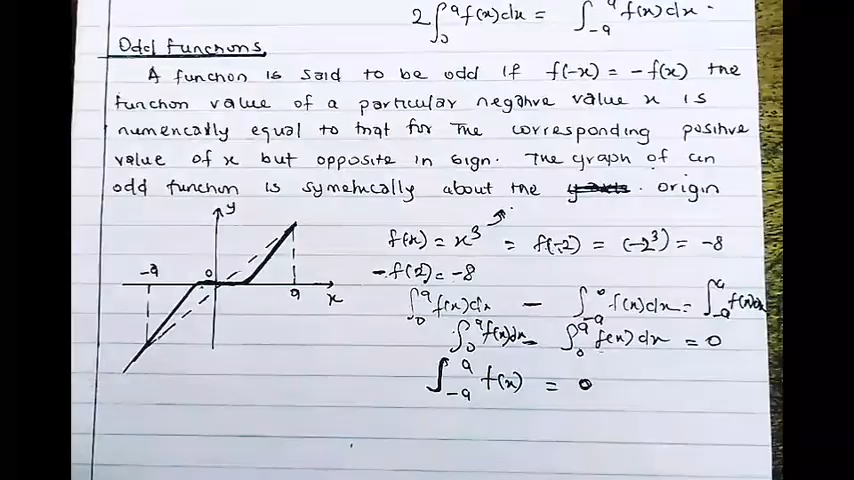 2∫₀ᵃ f(x)dx = ∫₋ₐᵃ f(x)dx.
Odd Functions.
A function is said to be odd if f(-x) = -f(x) the
function value of a particular negative value x is
numerically equal to that for the corresponding positive
value of x but opposite in sign. The graph of an
odd function is symetrically about the origin
y
f(x) = x³ = f(-2) = (-2³) = -8
-a 0 a x
-f(2) = -8
∫₀ᵃ f(x)dx - ∫₋ₐ⁰ f(x)dx = ∫₋ₐᵃ f(x)dx
∫₀ᵃ f(x)dx - ∫₀ᵃ f(x)dx = 0
∫₋ₐᵃ f(x) = 0